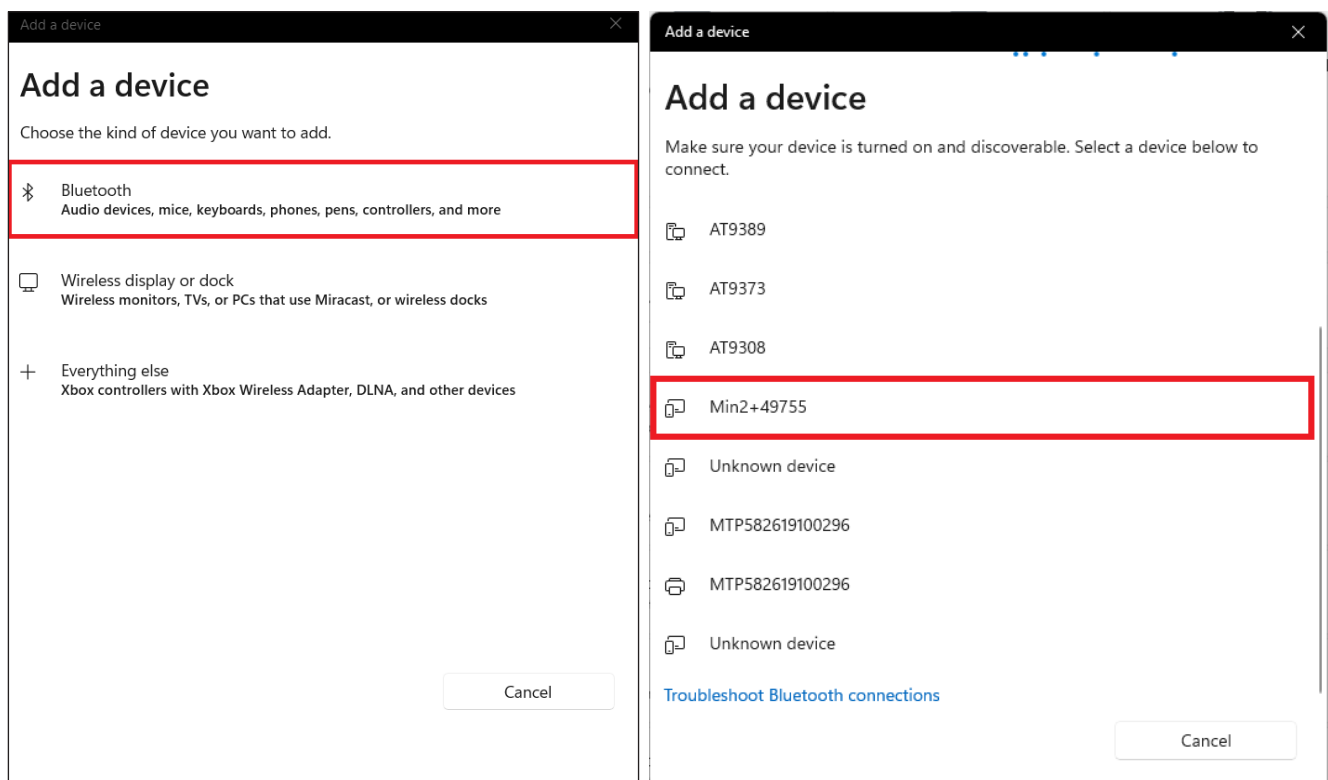 Add a device
Add a device
Choose the kind of device you want to add.
Bluetooth
Audio devices, mice, keyboards, phones, pens, controllers, and more
Wireless display or dock
Wireless monitors, TVs, or PCs that use Miracast, or wireless docks
Everything else
Xbox controllers with Xbox Wireless Adapter, DLNA, and other devices
Cancel
Add a device
Add a device
Make sure your device is turned on and discoverable. Select a device below to
connect.
AT9389
AT9373
AT9308
Min2+49755
Unknown device
MTP582619100296
MTP582619100296
Unknown device
Troubleshoot Bluetooth connections
Cancel